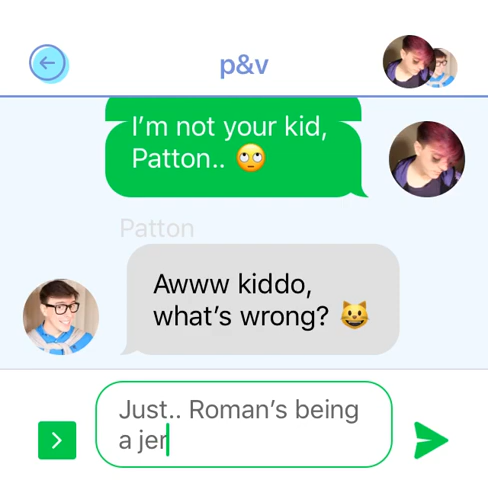 p&v
I’m not your kid,
Patton.. 🙄
Patton
Awww kiddo,
what’s wrong? 😺
Just.. Roman’s being
a jer